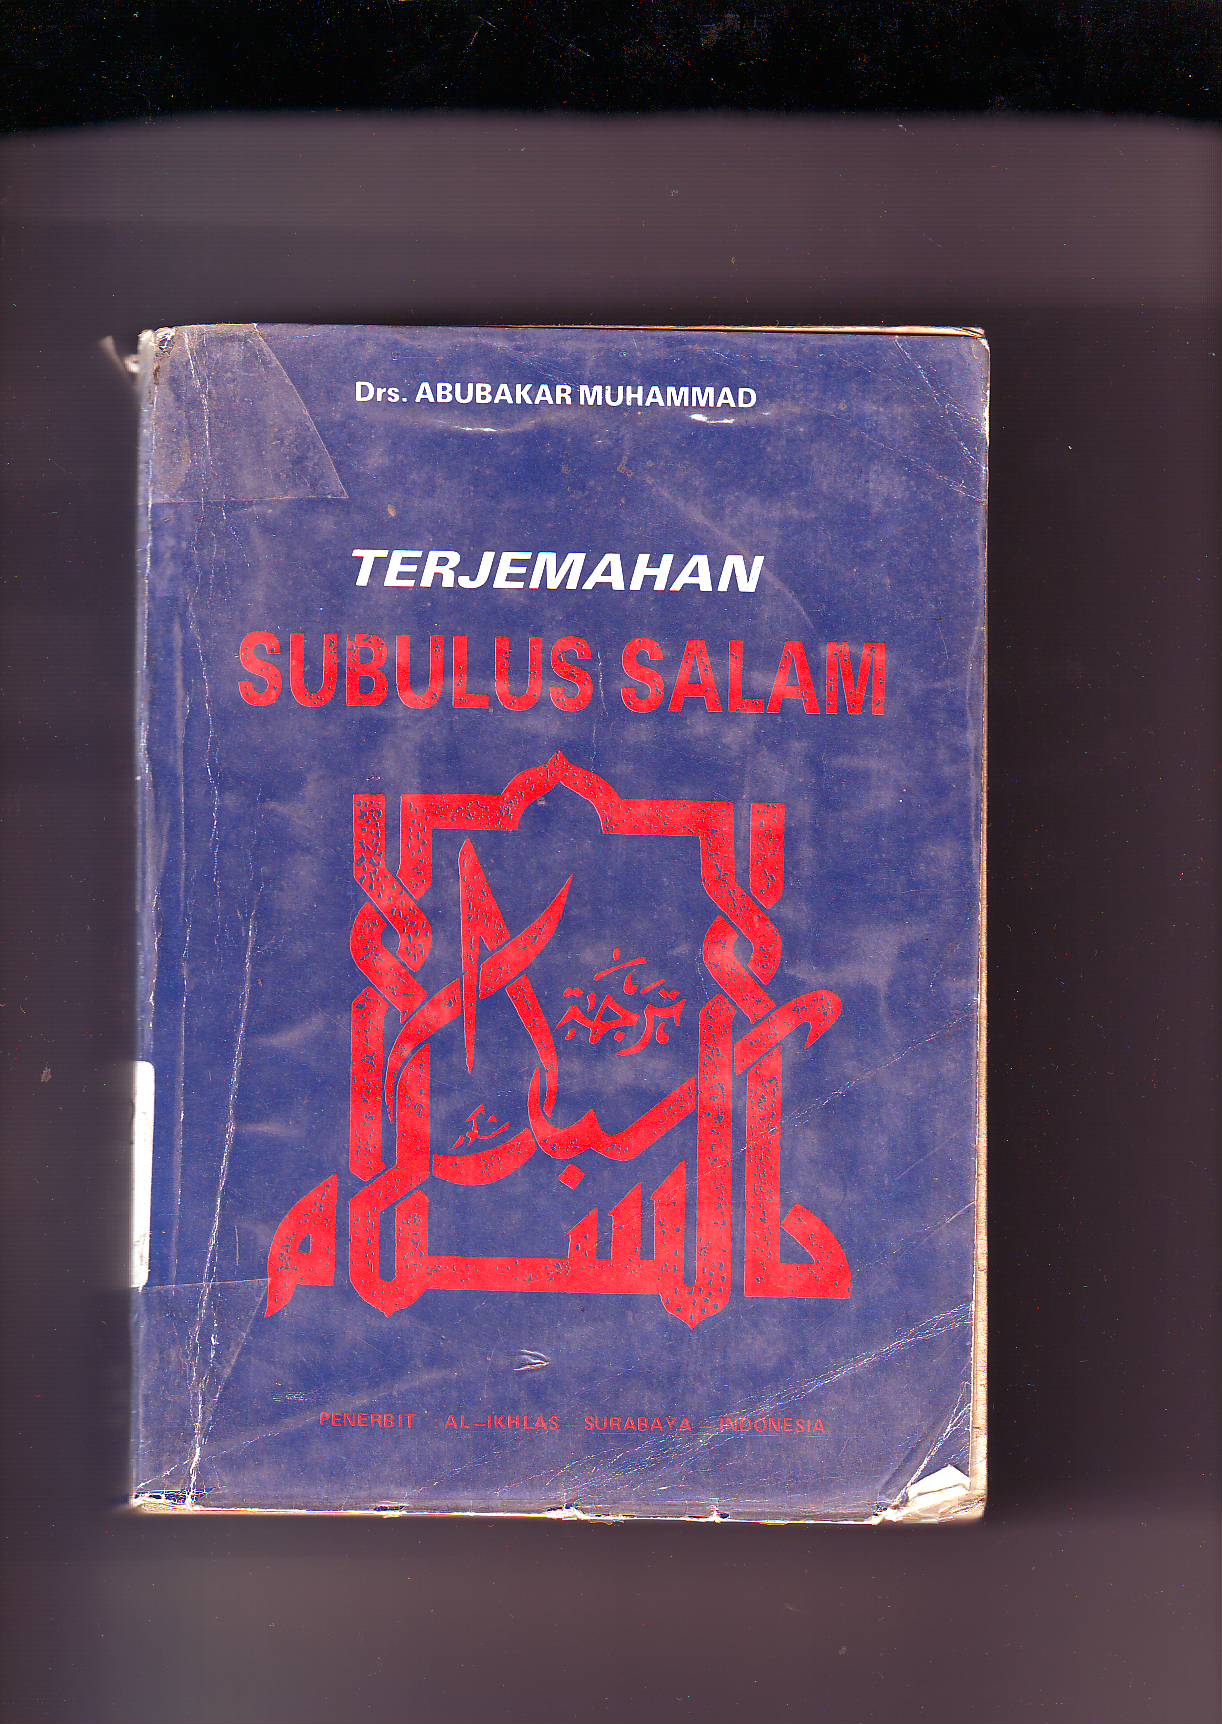 Drs. ABUBAKAR MUHAMMAD
TERJEMAHAN
SUBULUS SALAM
ترجمة
سبل
السلام
PENERBIT : AL-IKHLAS SURABAYA - INDONESIA